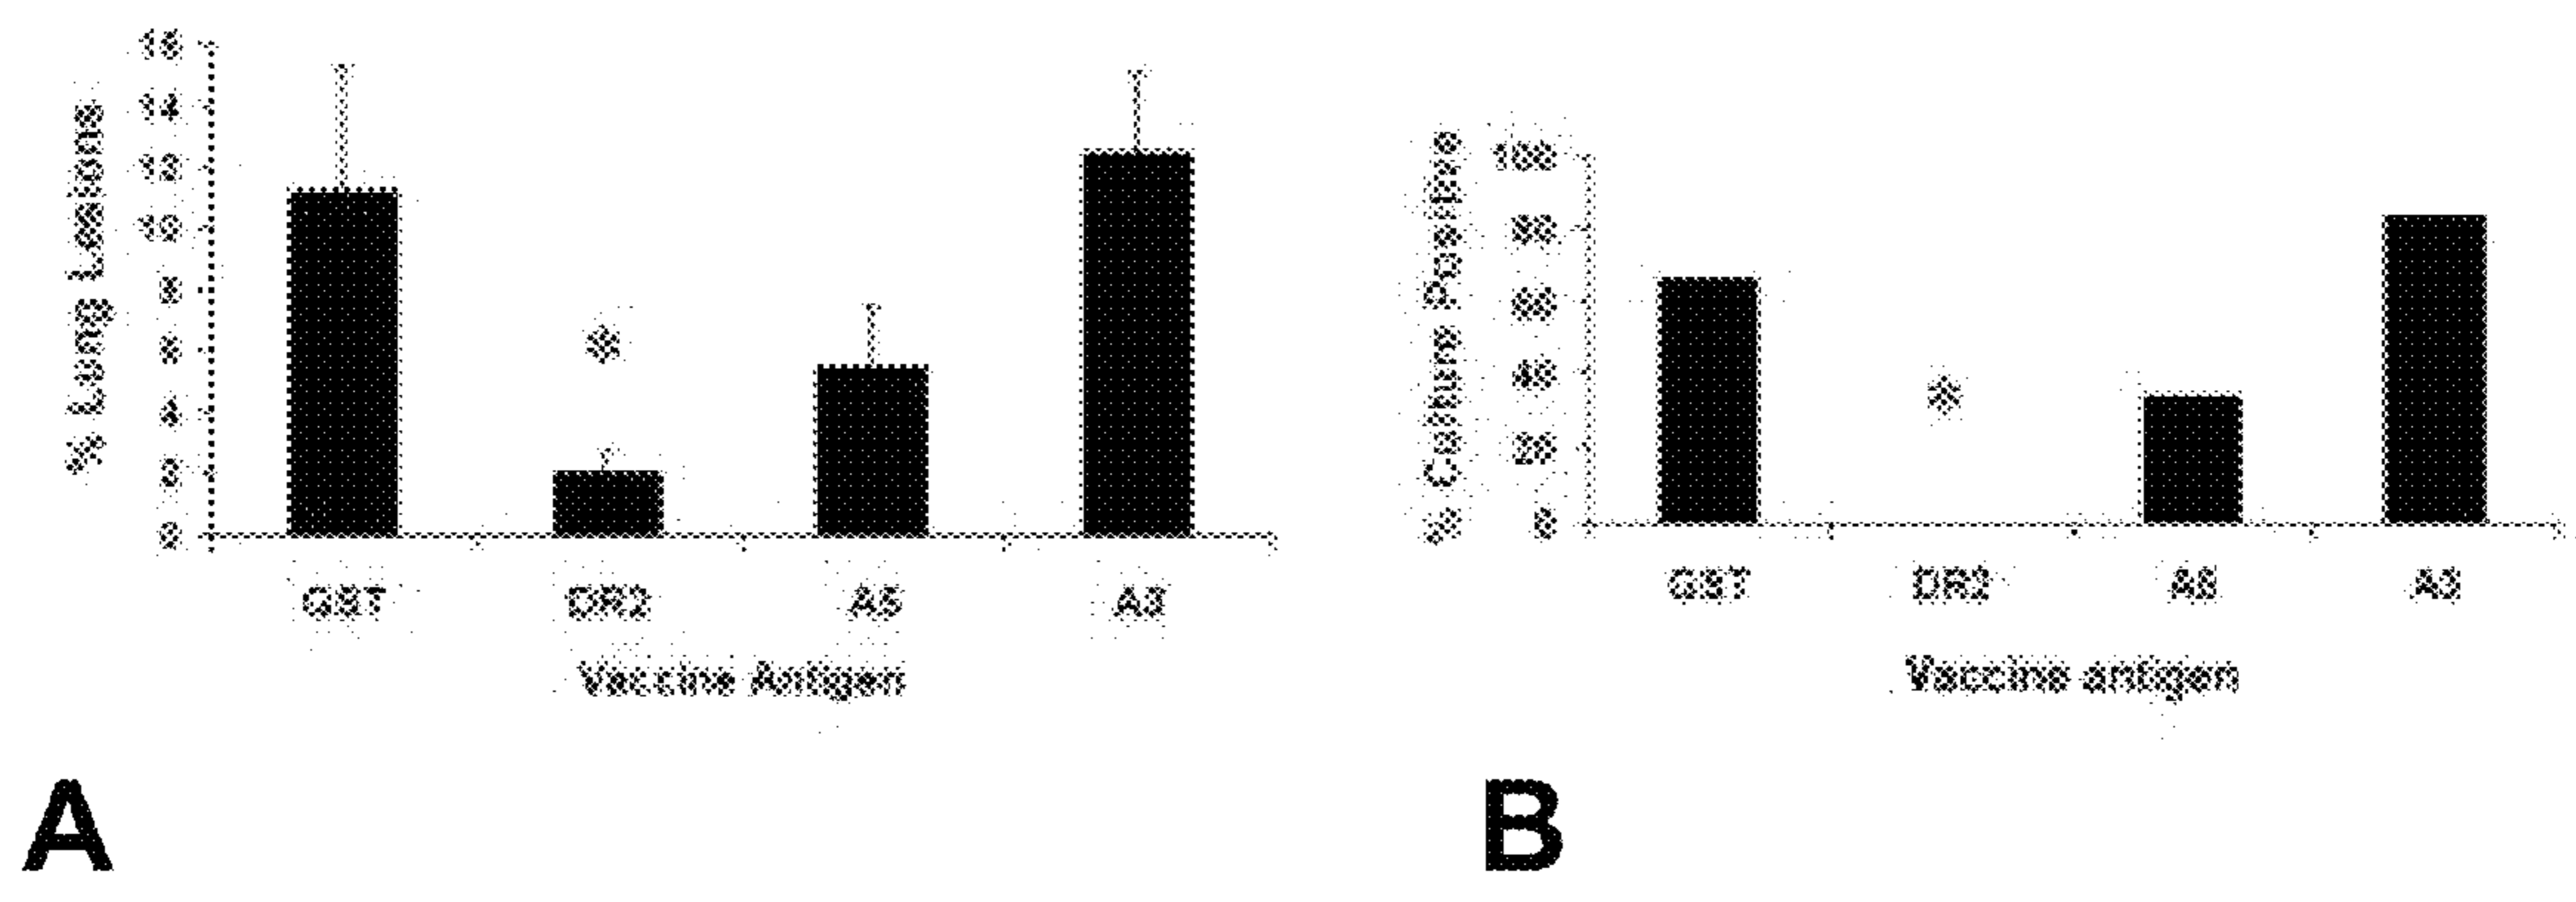 % Lung Lesions
16
14
12
10
8
6
4
2
0
*
GST
DR2
A5
A3
Vaccine Antigen
A
% Culture Positive
100
80
60
40
20
0
*
GST
DR2
A5
A3
Vaccine antigen
B